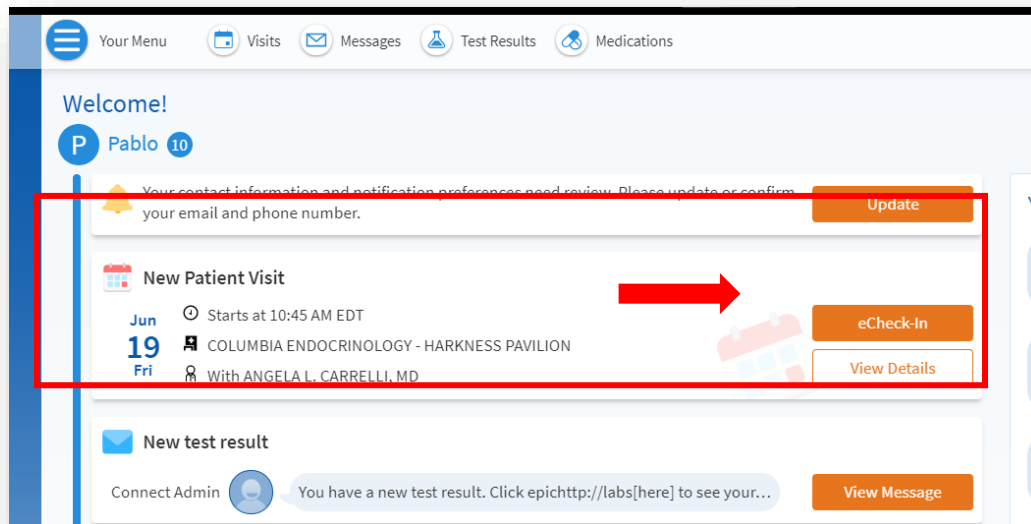 Your Menu Visits Messages Test Results Medications
Welcome!
P Pablo 10
Your contact information and notification preferences need review. Please update or confirm
your email and phone number.
Update
New Patient Visit
Jun
19
Fri
Starts at 10:45 AM EDT
COLUMBIA ENDOCRINOLOGY - HARKNESS PAVILION
With ANGELA L. CARRELLI, MD
eCheck-In
View Details
New test result
Connect Admin
You have a new test result. Click epichttp://labs[here] to see your...
View Message